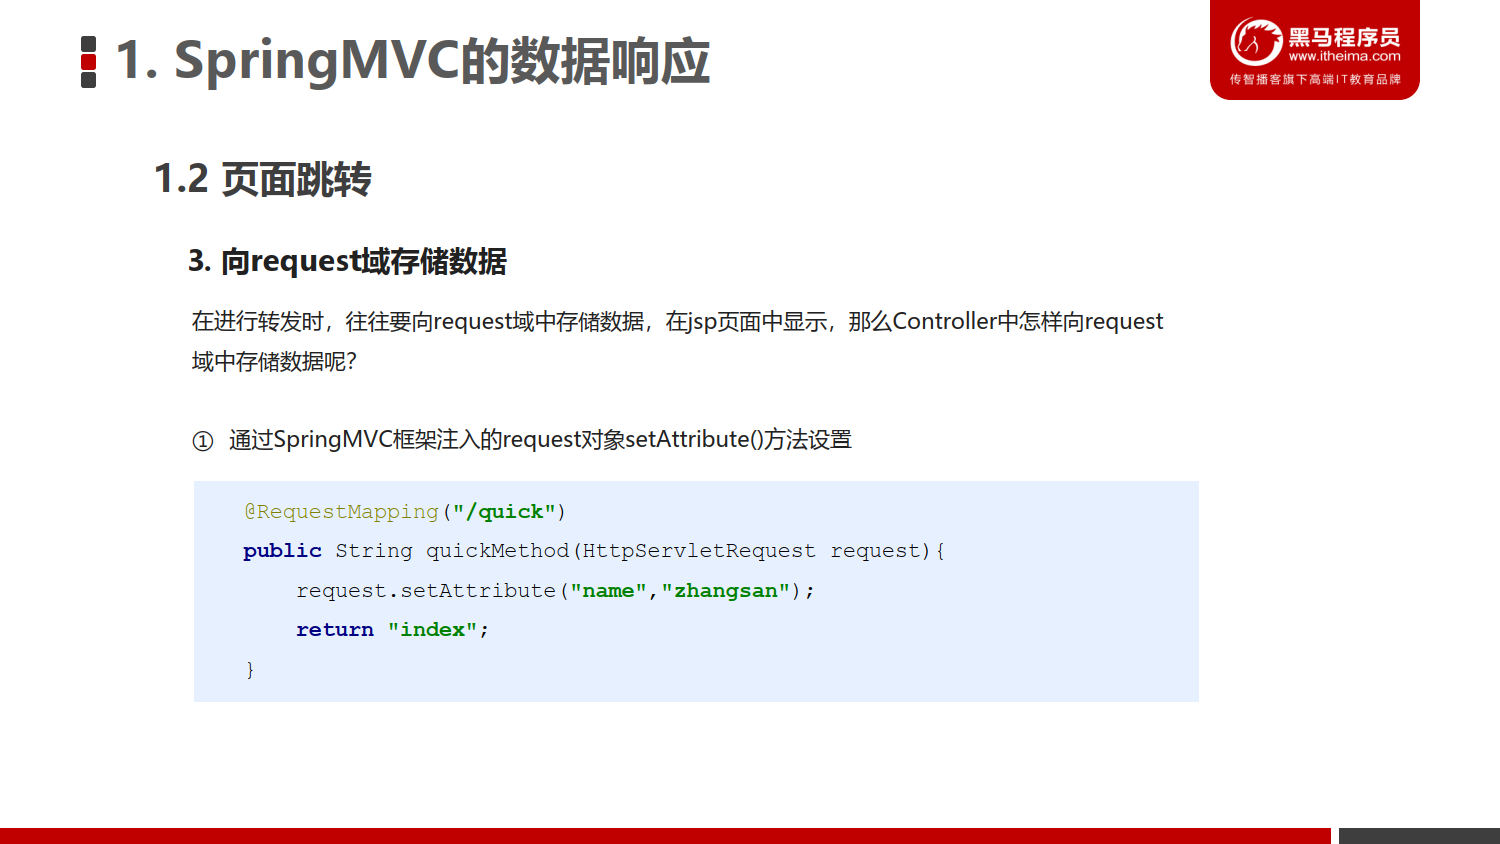 1. SpringMVC的数据响应
黑马程序员
www.itheima.com
传智播客旗下高端IT教育品牌
1.2 页面跳转
3. 向request域存储数据
在进行转发时，往往要向request域中存储数据，在jsp页面中显示，那么Controller中怎样向request
域中存储数据呢？
① 通过SpringMVC框架注入的request对象setAttribute()方法设置
@RequestMapping("/quick")
public String quickMethod(HttpServletRequest request){
    request.setAttribute("name","zhangsan");
    return "index";
}